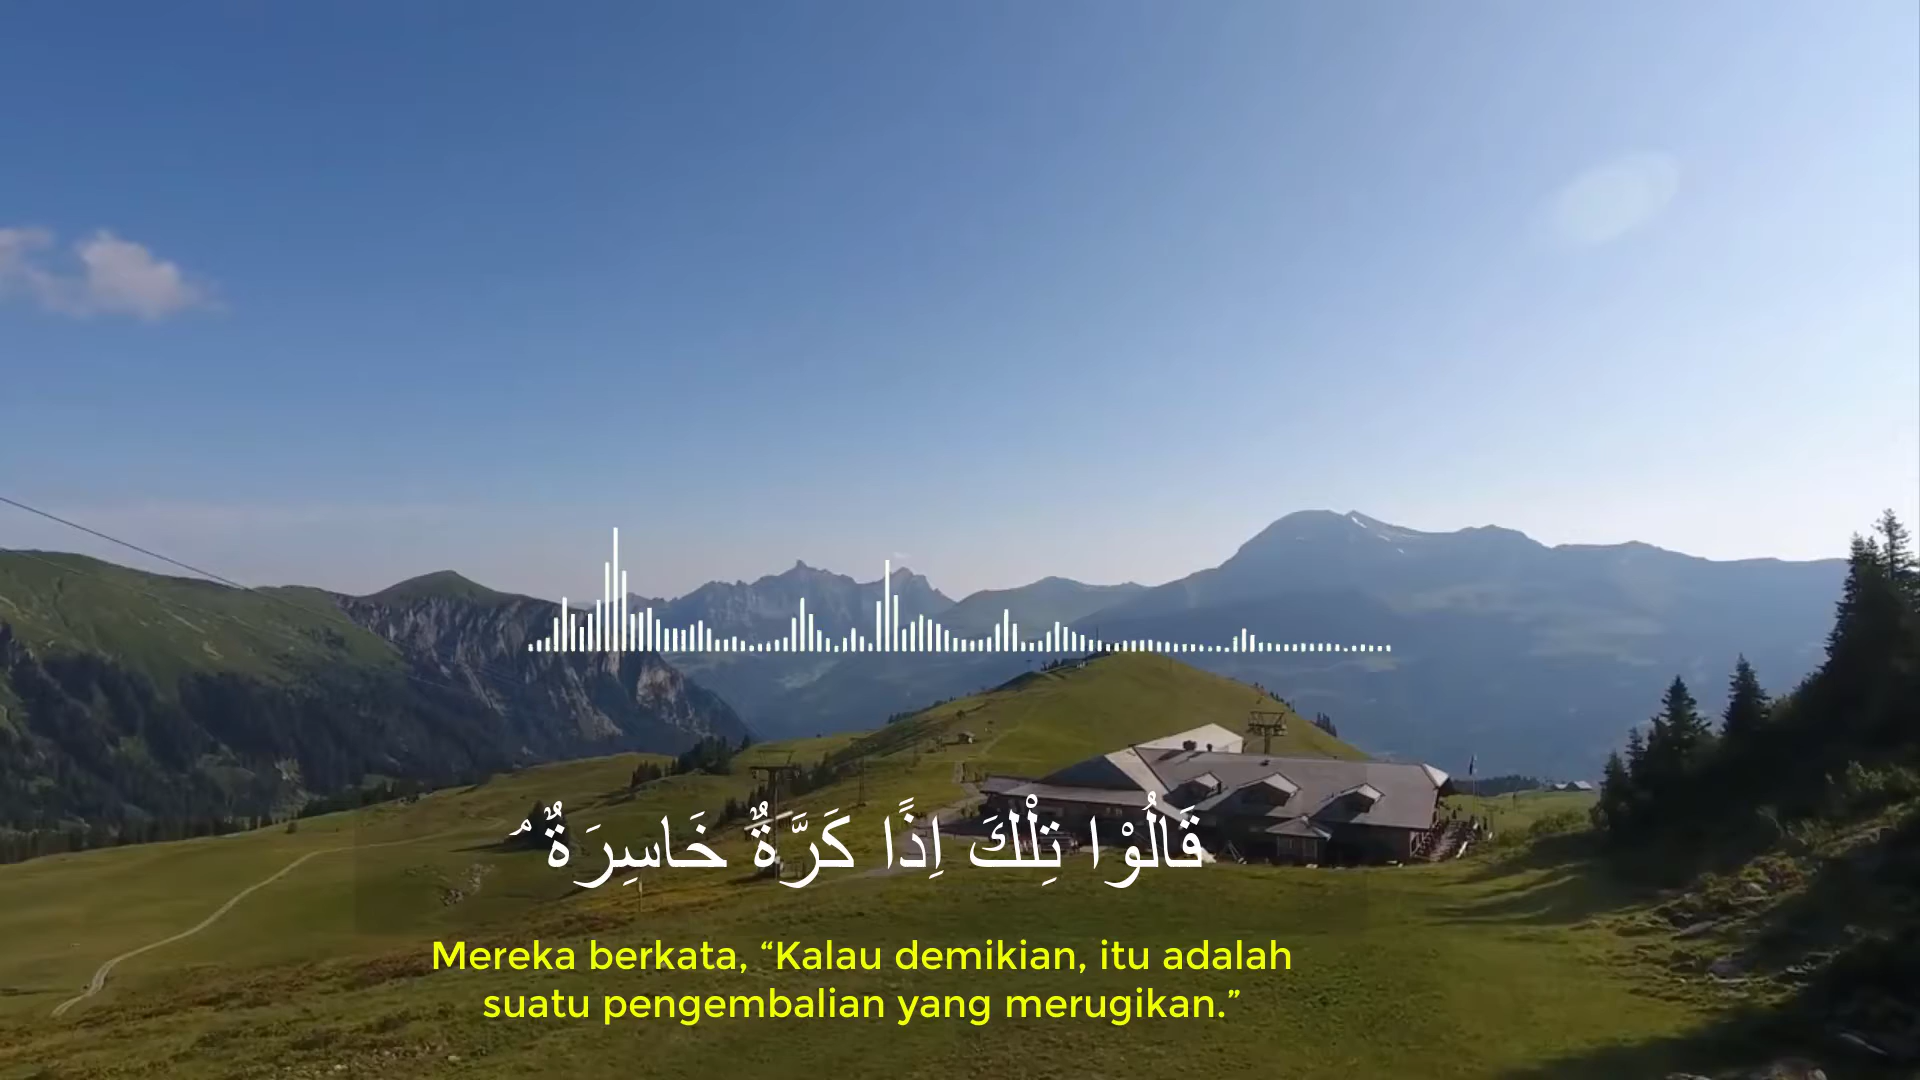 قَالُوْا تِلْكَ اِذًا كَرَّةٌ خَاسِرَةٌ ۘ
Mereka berkata, “Kalau demikian, itu adalah
suatu pengembalian yang merugikan.”